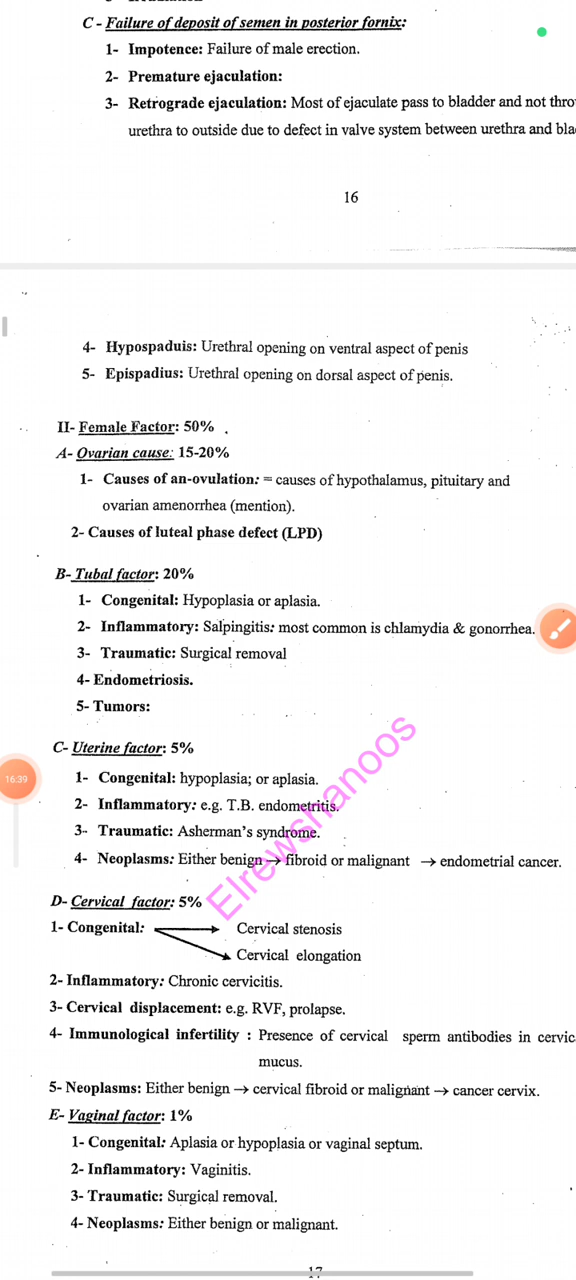 C - Failure of deposit of semen in posterior fornix:
1- Impotence: Failure of male erection.
2- Premature ejaculation:
3- Retrograde ejaculation: Most of ejaculate pass to bladder and not thro
urethra to outside due to defect in valve system between urethra and bla
16
4- Hypospaduis: Urethral opening on ventral aspect of penis
5- Epispadius: Urethral opening on dorsal aspect of penis.
II- Female Factor: 50%
A- Ovarian cause: 15-20%
1- Causes of an-ovulation: = causes of hypothalamus, pituitary and
ovarian amenorrhea (mention).
2- Causes of luteal phase defect (LPD)
B- Tubal factor: 20%
1- Congenital: Hypoplasia or aplasia.
2- Inflammatory: Salpingitis: most common is chlamydia & gonorrhea.
3- Traumatic: Surgical removal
4- Endometriosis.
5- Tumors:
C- Uterine factor: 5%
16:39
1- Congenital: hypoplasia; or aplasia.
2- Inflammatory: e.g. T.B. endometritis.
3- Traumatic: Asherman's syndrome.
4- Neoplasms: Either benign → fibroid or malignant → endometrial cancer.
Elrewshanoos
D- Cervical factor: 5%
1- Congenital: Cervical stenosis
Cervical elongation
2- Inflammatory: Chronic cervicitis.
3- Cervical displacement: e.g. RVF, prolapse.
4- Immunological infertility : Presence of cervical sperm antibodies in cervic
mucus.
5- Neoplasms: Either benign → cervical fibroid or malignant → cancer cervix.
E- Vaginal factor: 1%
1- Congenital: Aplasia or hypoplasia or vaginal septum.
2- Inflammatory: Vaginitis.
3- Traumatic: Surgical removal.
4- Neoplasms: Either benign or malignant.
17